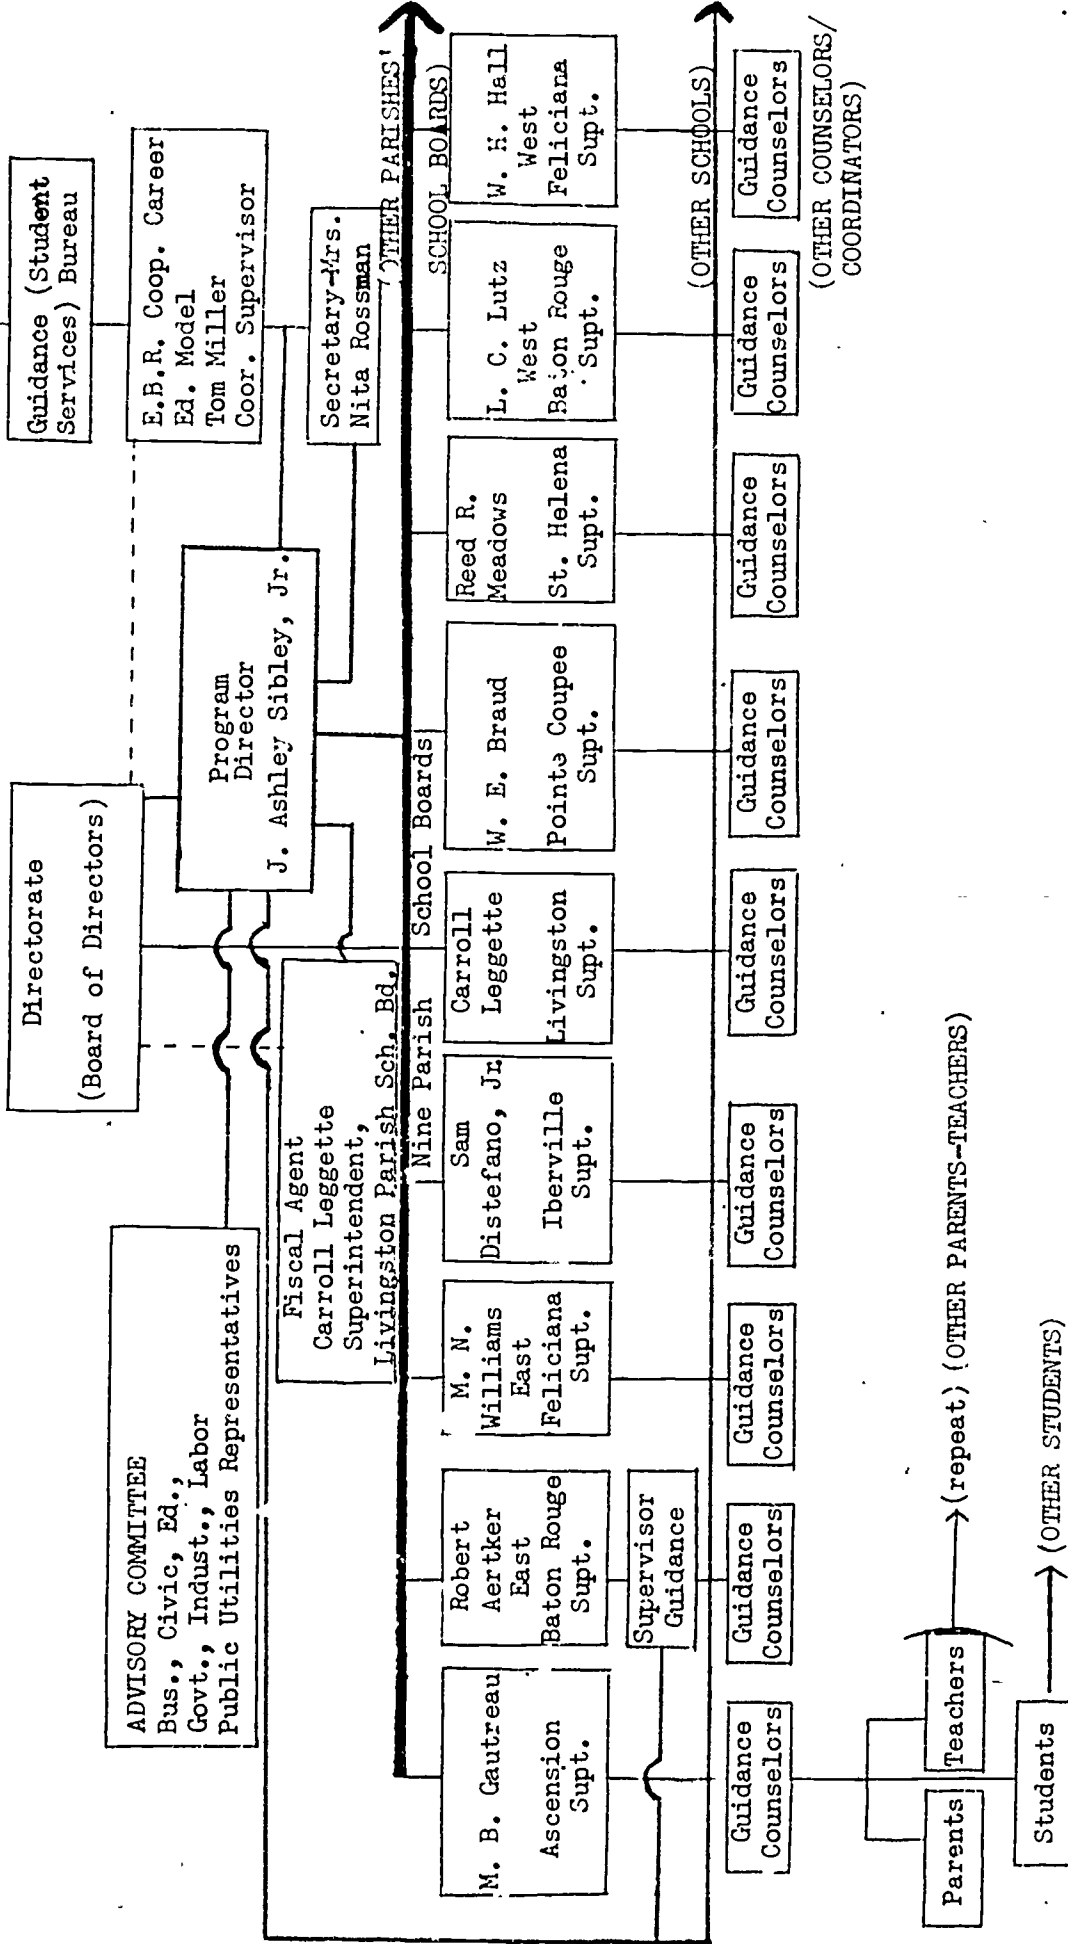 Directorate
(Board of Directors)
Guidance (Student
Services) Bureau
E.B.R. Coop. Career
Ed. Model
Tom Miller
Coor. Supervisor
ADVISORY COMMITTEE
Bus., Civic, Ed.,
Govt., Indust., Labor
Public Utilities Representatives
Program
Director
J. Ashley Sibley, Jr.
Secretary-Mrs.
Nita Rossman
Fiscal Agent
Carroll Leggette
Superintendent,
Livingston Parish Sch. Bd.
(OTHER PARISHES'
SCHOOL BOARDS)
Nine Parish School Boards
M. B. Gautreau
Ascension
Supt.
Robert
Aertker
East
Baton Rouge
Supt.
M. N.
Williams
East
Feliciana
Supt.
Sam
Distefano, Jr.
Iberville
Supt.
Carroll
Leggette
Livingston
Supt.
W. E. Braud
Pointe Coupee
Supt.
Reed R.
Meadows
St. Helena
Supt.
L. C. Lutz
West
Baton Rouge
Supt.
W. H. Hall
West
Feliciana
Supt.
Supervisor
Guidance
(OTHER SCHOOLS)
Guidance
Counselors
Guidance
Counselors
Guidance
Counselors
Guidance
Counselors
Guidance
Counselors
Guidance
Counselors
Guidance
Counselors
Guidance
Counselors
Guidance
Counselors
(OTHER COUNSELORS/
COORDINATORS)
Parents
Teachers
(repeat) (OTHER PARENTS-TEACHERS)
Students
(OTHER STUDENTS)